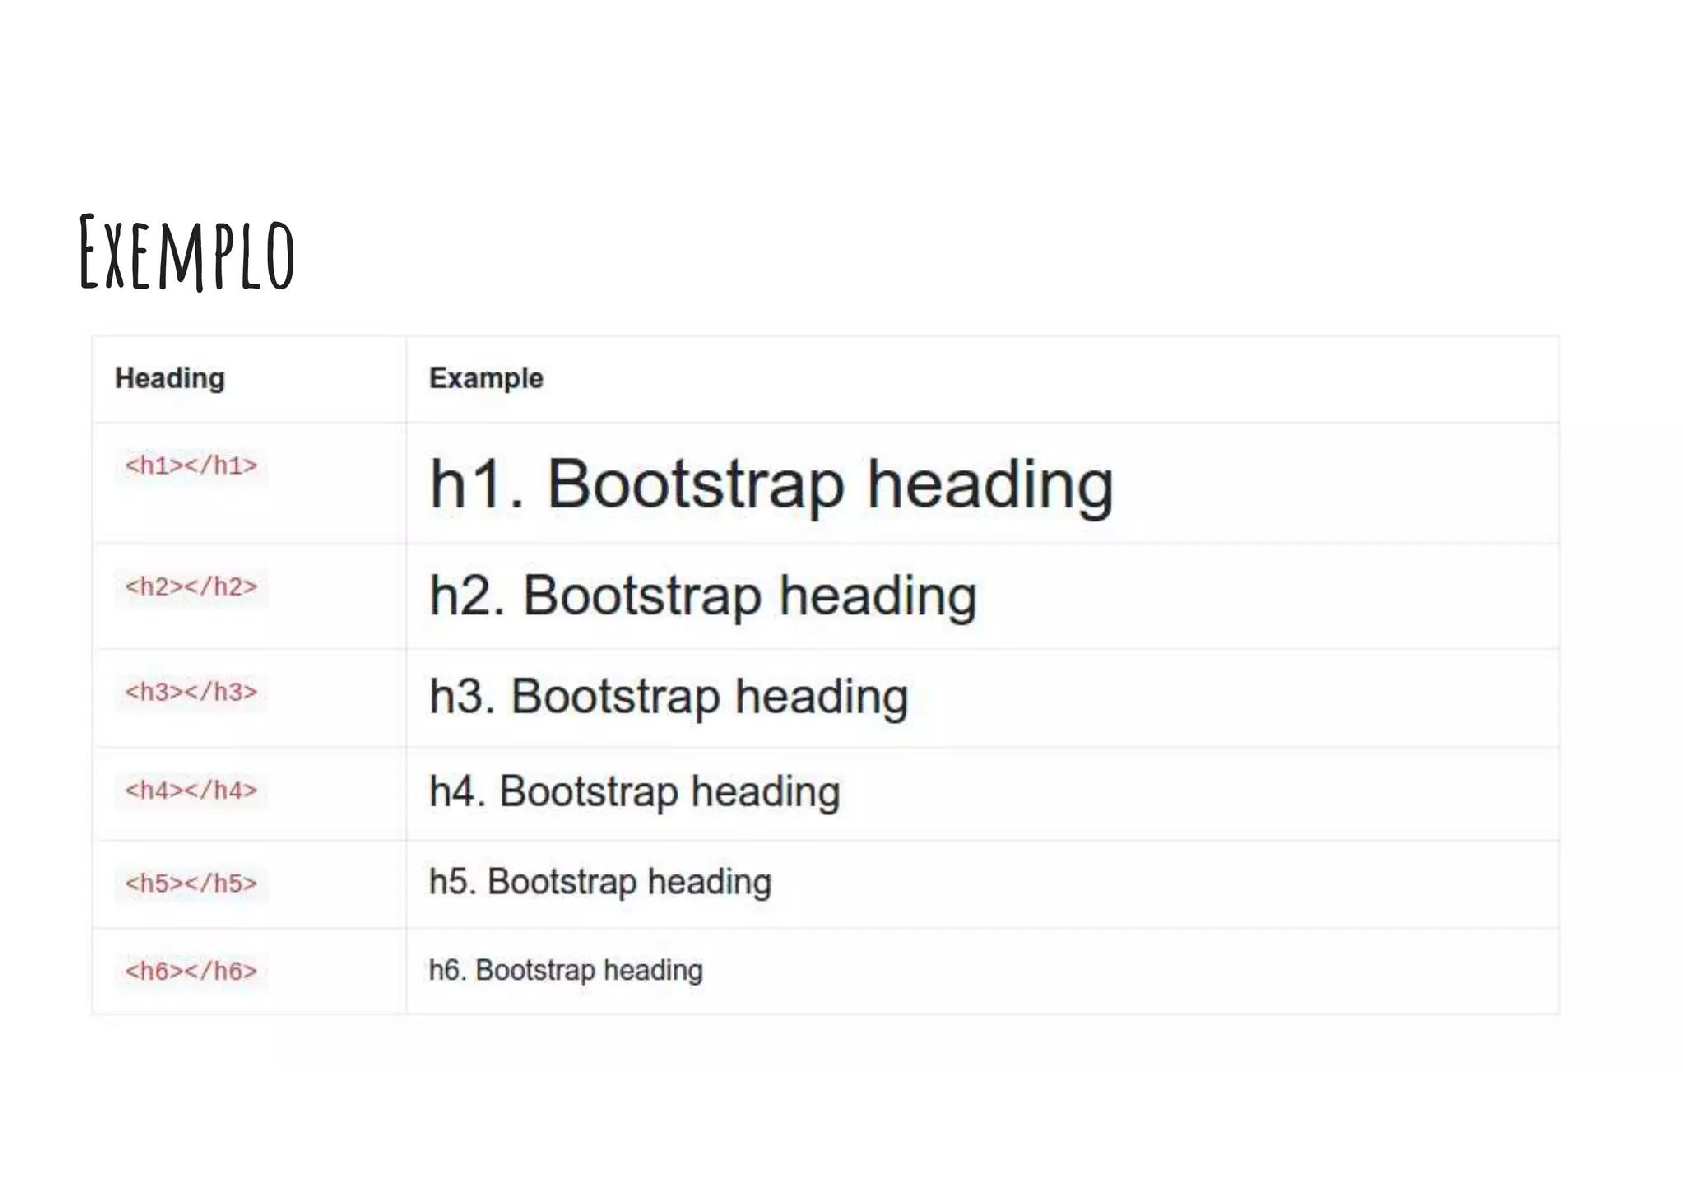 Exemplo
Heading Example
<h1></h1> h1. Bootstrap heading
<h2></h2> h2. Bootstrap heading
<h3></h3> h3. Bootstrap heading
<h4></h4> h4. Bootstrap heading
<h5></h5> h5. Bootstrap heading
<h6></h6> h6. Bootstrap heading